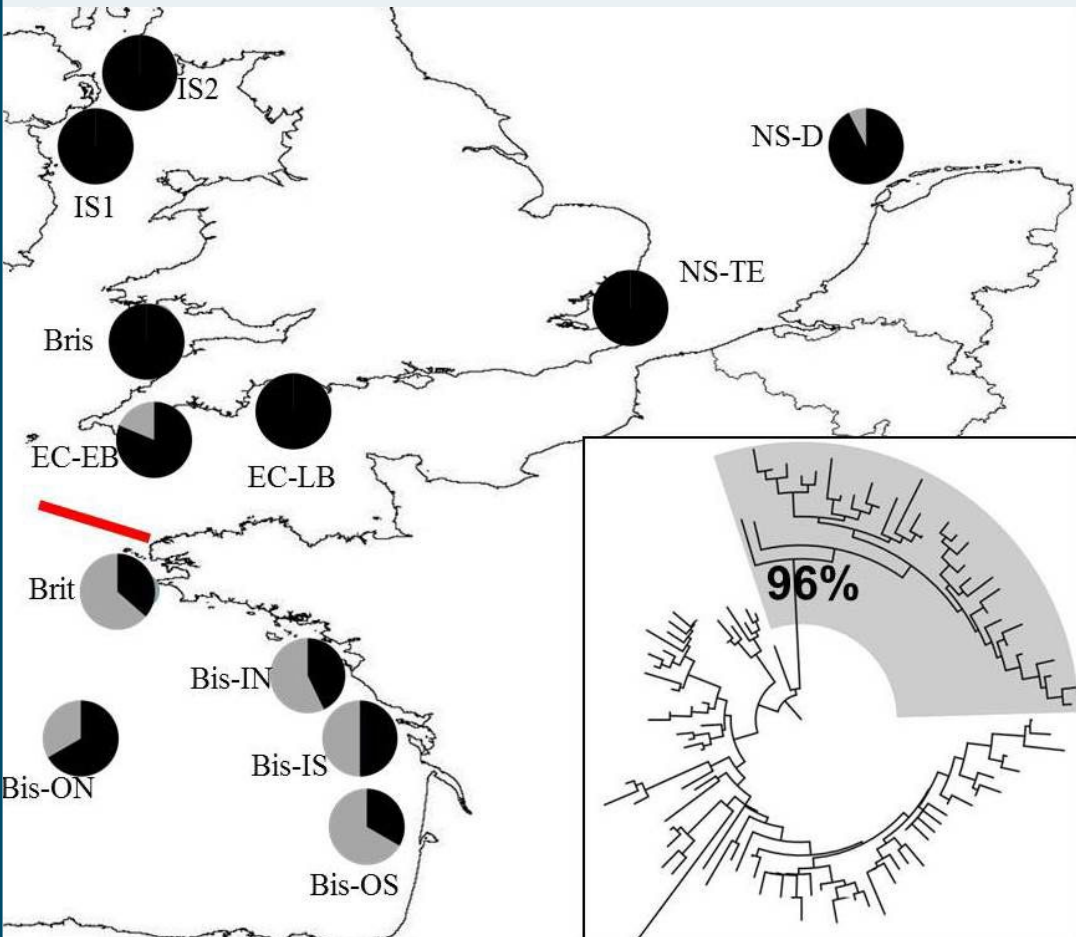 IS2
IS1
NS-D
NS-TE
Bris
EC-EB
EC-LB
Brit
Bis-IN
Bis-IS
Bis-ON
Bis-OS
96%